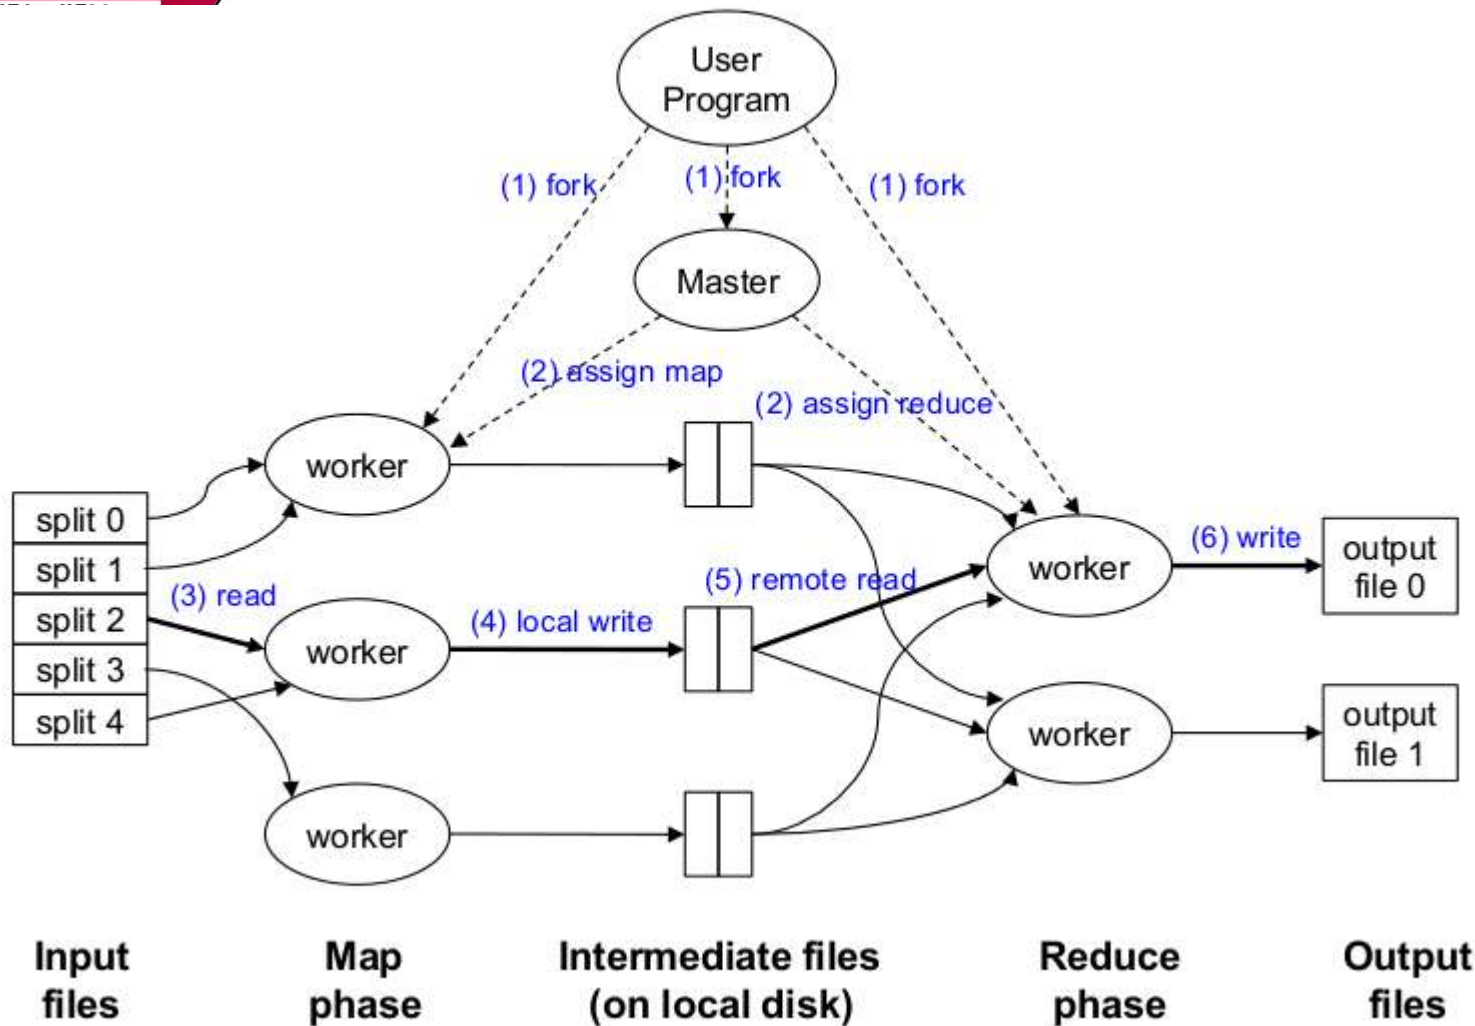 User
Program
(1) fork
(1) fork
(1) fork
Master
(2) assign map
(2) assign reduce
worker
split 0
split 1
split 2
split 3
split 4
(3) read
worker
(4) local write
(5) remote read
worker
(6) write
output
file 0
worker
output
file 1
worker
Input
files
Map
phase
Intermediate files
(on local disk)
Reduce
phase
Output
files